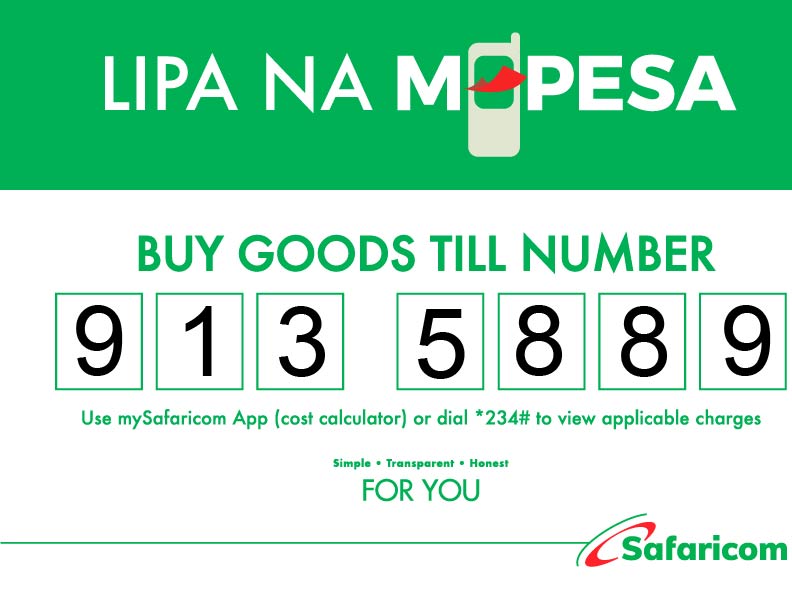 LIPA NA M PESA
BUY GOODS TILL NUMBER
9 1 3 5 8 8 9
Use mySafaricom App (cost calculator) or dial *234# to view applicable charges
Simple • Transparent • Honest
FOR YOU
Safaricom